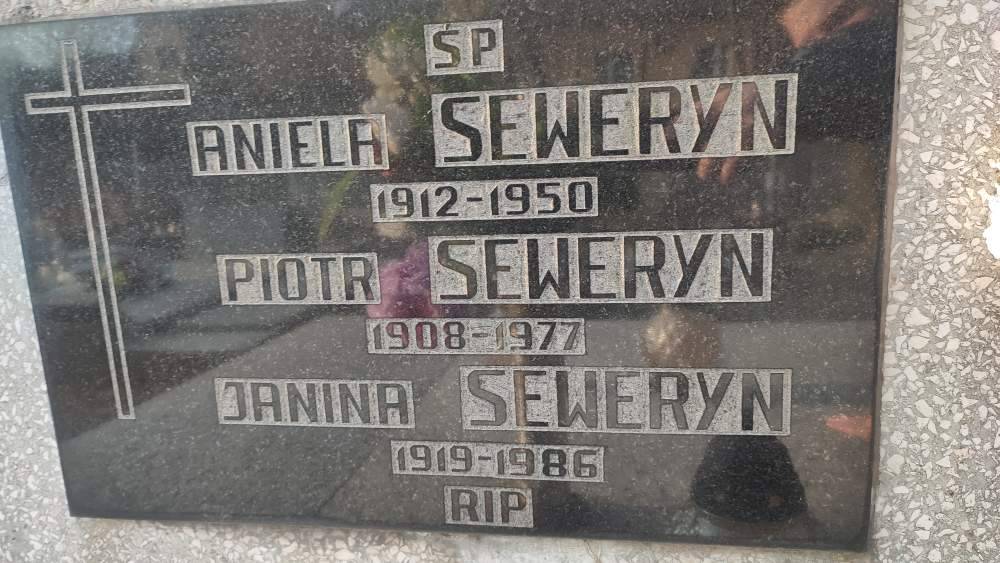 ŚP
ANIELA SEWERYN
1912-1950
PIOTR SEWERYN
1908-1977
JANINA SEWERYN
1919-1986
RIP